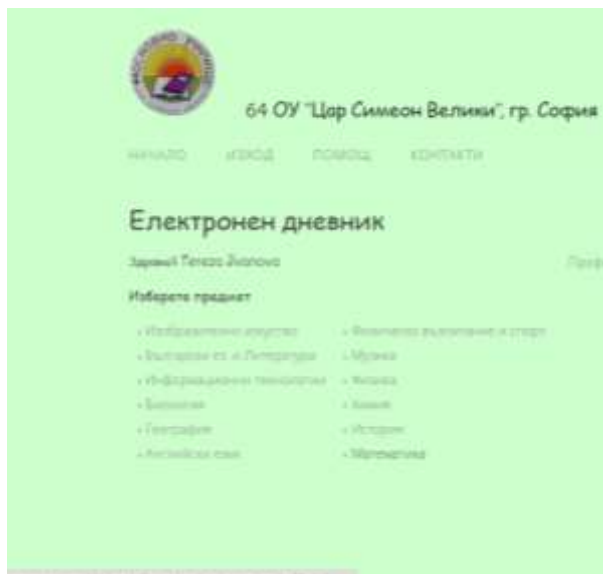 64 ОУ "Цар Симеон Велики", гр. София
НАЧАЛО ИЗХОД ПОМОЩ КОНТАКТИ
Електронен дневник
Здравей Tereza Ivanova
Изберете предмет
• Изобразително изкуство • Физическо възпитание и спорт
• Български ез. и Литература • Музика
• Информационни технологии • Физика
• Биология • Химия
• География • История
• Английски език • Математика